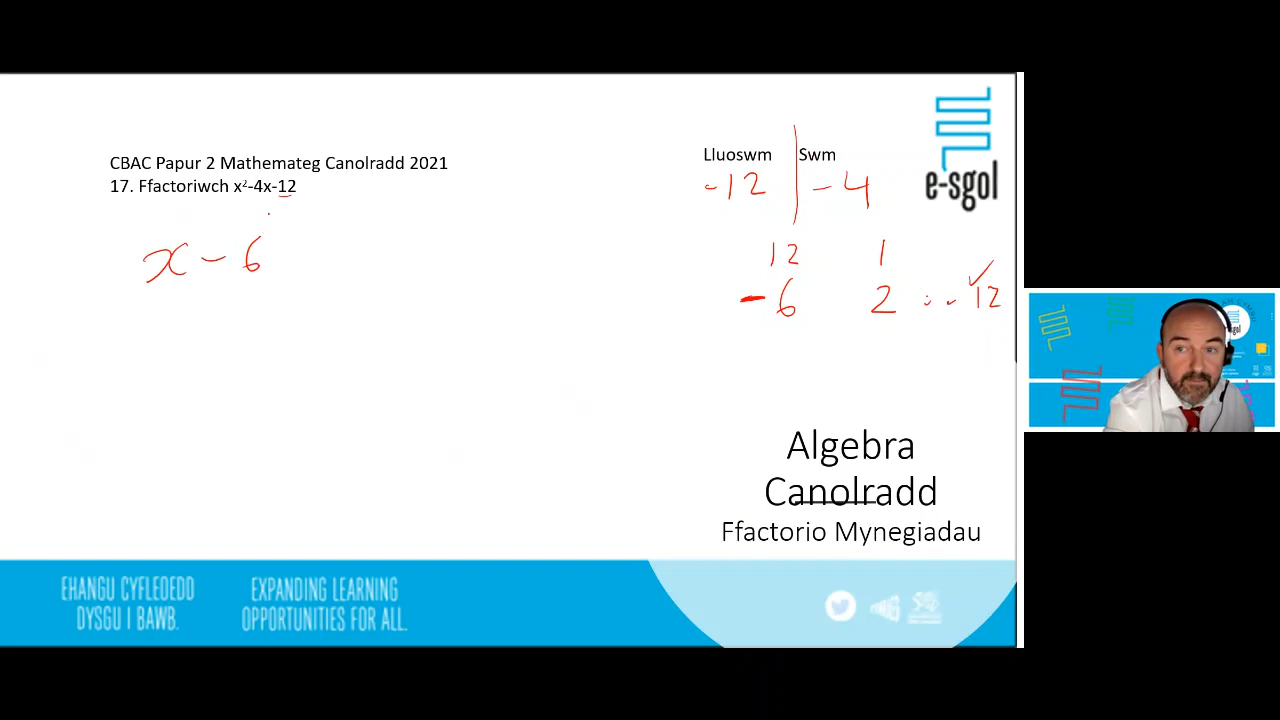 CBAC Papur 2 Mathemateg Canolradd 2021
17. Ffactoriwch x²-4x-12
x - 6
Lluoswm Swm
-12 -4
12 1
-6 2 : -12 ✓
e-sgol
Algebra
Canolradd
Ffactorio Mynegiadau
EHANGU CYFLEOEDD
DYSGU I BAWB.
EXPANDING LEARNING
OPPORTUNITIES FOR ALL.